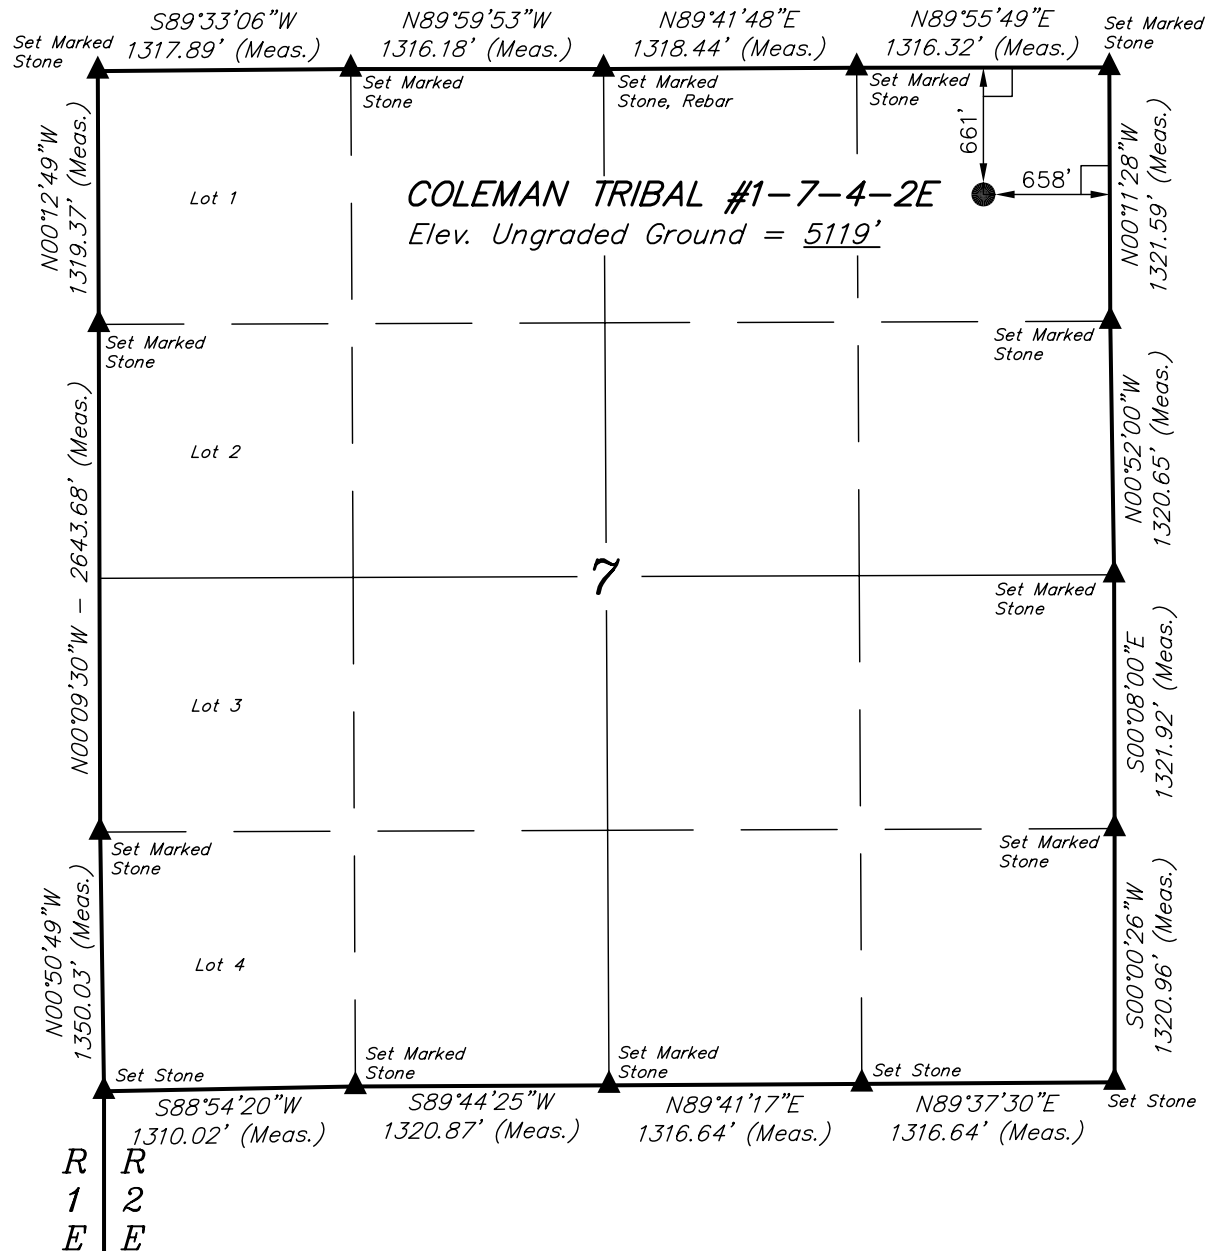 S89°33'06"W
1317.89' (Meas.)
N89°59'53"W
1316.18' (Meas.)
N89°41'48"E
1318.44' (Meas.)
N89°55'49"E
1316.32' (Meas.)
Set Marked
Stone
Set Marked
Stone
Set Marked
Stone
Set Marked
Stone, Rebar
Set Marked
Stone
N00°12'49"W
1319.37' (Meas.)
Lot 1
661'
658'
N00°11'28"W
1321.59' (Meas.)
COLEMAN TRIBAL #1-7-4-2E
Elev. Ungraded Ground = 5119'
Set Marked
Stone
Set Marked
Stone
N00°09'30"W - 2643.68' (Meas.)
Lot 2
N00°52'00"W
1320.65' (Meas.)
7
Set Marked
Stone
Lot 3
S00°08'00"E
1321.92' (Meas.)
Set Marked
Stone
Set Marked
Stone
N00°50'49"W
1350.03' (Meas.)
Lot 4
S00°00'26"W
1320.96' (Meas.)
Set Stone
Set Marked
Stone
Set Marked
Stone
Set Stone
Set Stone
S88°54'20"W
1310.02' (Meas.)
S89°44'25"W
1320.87' (Meas.)
N89°41'17"E
1316.64' (Meas.)
N89°37'30"E
1316.64' (Meas.)
R R
1 2
E E